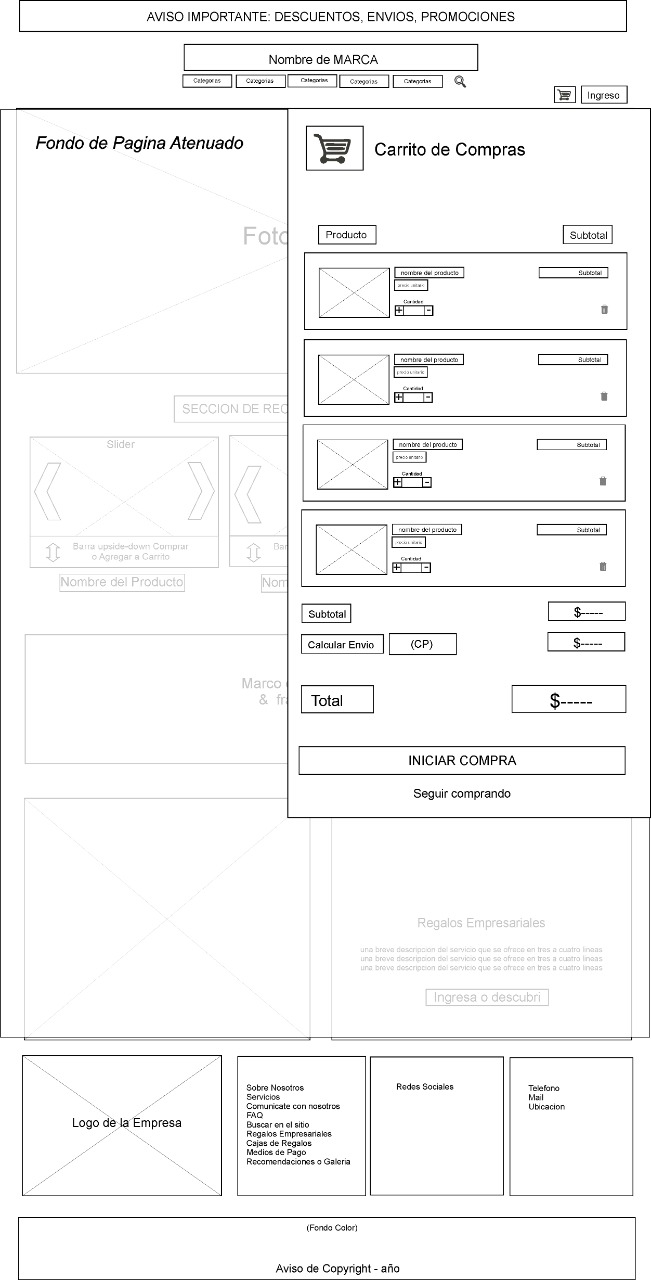 AVISO IMPORTANTE: DESCUENTOS, ENVIOS, PROMOCIONES
Nombre de MARCA
Categorias Categorias Categorias Categorias Categorias
Ingreso
Fondo de Pagina Atenuado
Carrito de Compras
Foto
Producto Subtotal
nombre del producto Subtotal
precio unitario
Cantidad
+ -
nombre del producto Subtotal
precio unitario
Cantidad
+ -
SECCION DE REC
Slider
nombre del producto Subtotal
precio unitario
Cantidad
+ -
nombre del producto Subtotal
precio unitario
Cantidad
+ -
Barra upside-down Comprar
o Agregar a Carrito
Bar
Nombre del Producto
Nom
Subtotal $-----
Calcular Envio (CP) $-----
Total $-----
Marco
& fra
INICIAR COMPRA
Seguir comprando
Regalos Empresariales
una breve descripcion del servicio que se ofrece en tres a cuatro lineas
una breve descripcion del servicio que se ofrece en tres a cuatro lineas
una breve descripcion del servicio que se ofrece en tres a cuatro lineas
Ingresa o descubri
Logo de la Empresa
Sobre Nosotros
Servicios
Comunicate con nosotros
FAQ
Buscar en el sitio
Regalos Empresariales
Cajas de Regalos
Medios de Pago
Recomendaciones o Galeria
Redes Sociales
Telefono
Mail
Ubicacion
(Fondo Color)
Aviso de Copyright - año